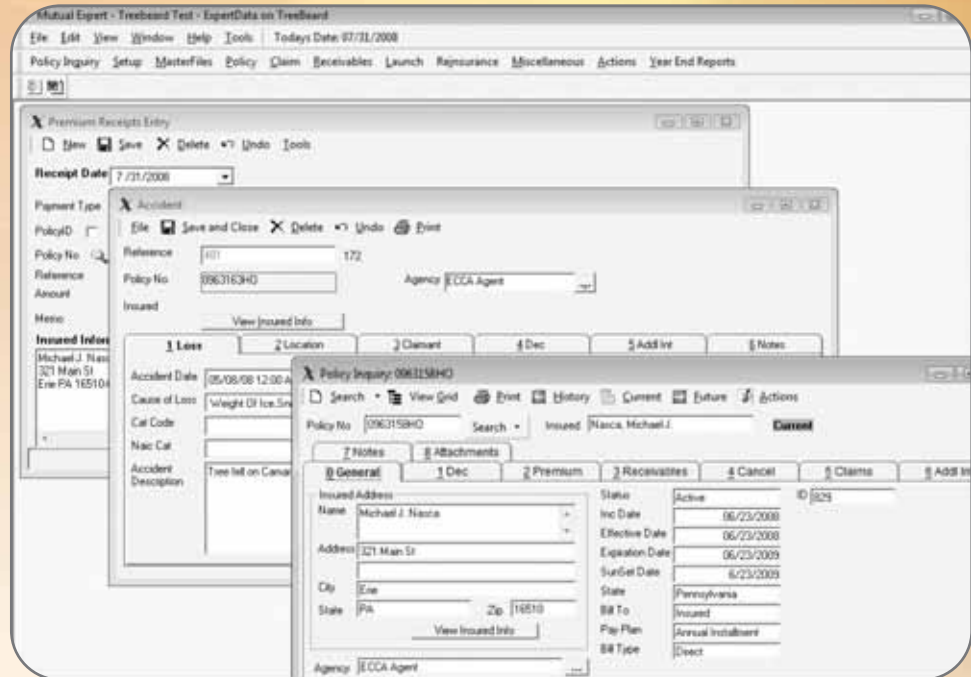 Mutual Expert - Treebeard Test - ExpertData on TreeBeard
File Edit View Window Help Tools Todays Date: 07/31/2008
Policy Inquiry Setup MasterFiles Policy Claim Receivables Launch Reinsurance Miscellaneous Actions Year End Reports
Premium Receipts Entry
New Save Delete Undo Tools
Receipt Date 7/31/2008
Payment Type
PolicyID
Policy No
Reference
Amount
Memo
Insured Infor
Michael J. Nasc
321 Main St
Erie PA 16510
Accident
File Save and Close Delete Undo Print
Reference 401 172
Policy No 0963163HO Agency ECCA Agent
Insured
View Insured Info
1 Loss 2 Location 3 Claimant 4 Dec 5 Addl Int 6 Notes
Accident Date 05/08/08 12:00 A
Cause of Loss Weight Of Ice,Sn
Cat Code
Naic Cat
Accident Description Tree fell on Camar
Policy Inquiry: 0963158HO
Search View Grid Print History Current Future Actions
Policy No 0963158HO Search Insured Nasca, Michael J. Current
7 Notes 8 Attachments
0 General 1 Dec 2 Premium 3 Receivables 4 Cancel 5 Claims 6 Addl In
Insured Address
Name Michael J. Nasca
Address 321 Main St
City Erie
State PA Zip 16510
View Insured Info
Agency ECCA Agent ...
Status Active ID 829
Inc Date 06/23/2008
Effective Date 06/23/2008
Expiration Date 06/23/2009
SunSet Date 6/23/2009
State Pennsylvania
Bill To Insured
Pay Plan Annual Installment
Bill Type Direct